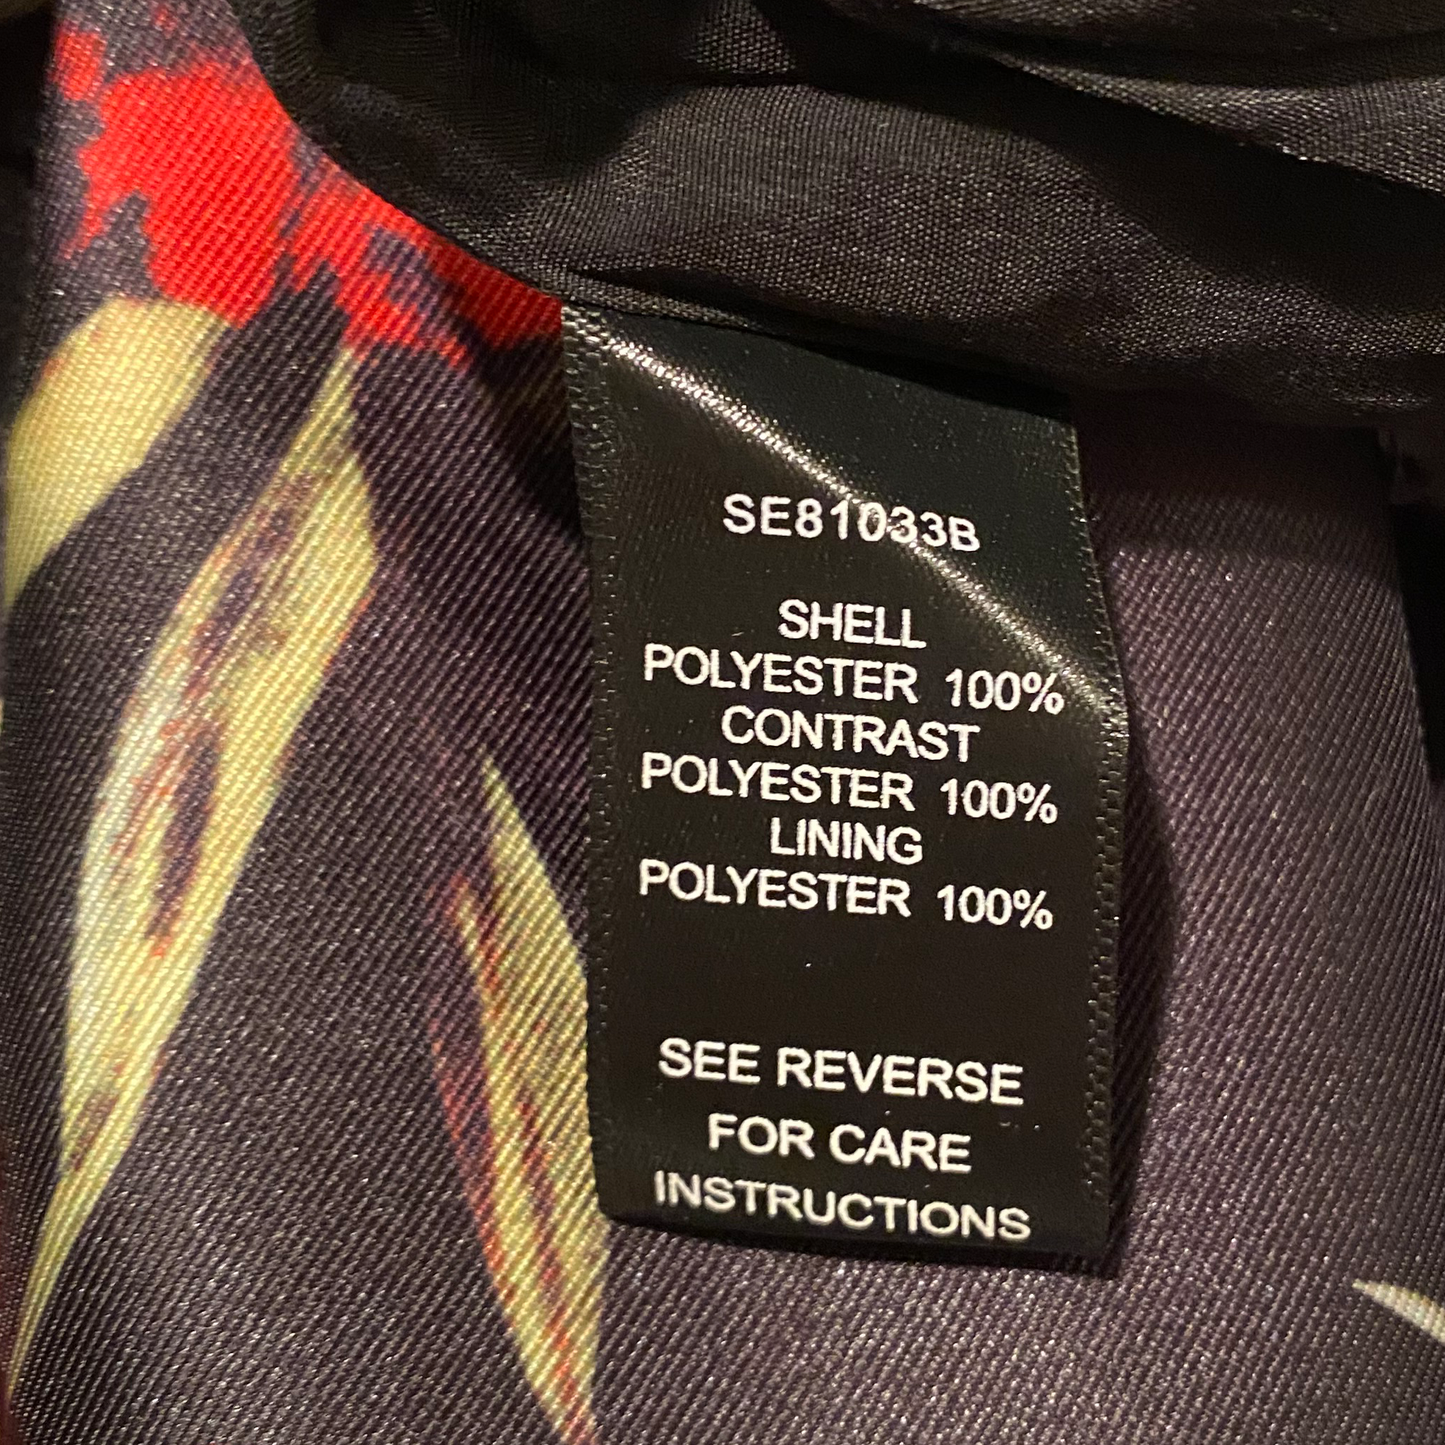 SE81033B
SHELL
POLYESTER 100%
CONTRAST
POLYESTER 100%
LINING
POLYESTER 100%
SEE REVERSE
FOR CARE
INSTRUCTIONS